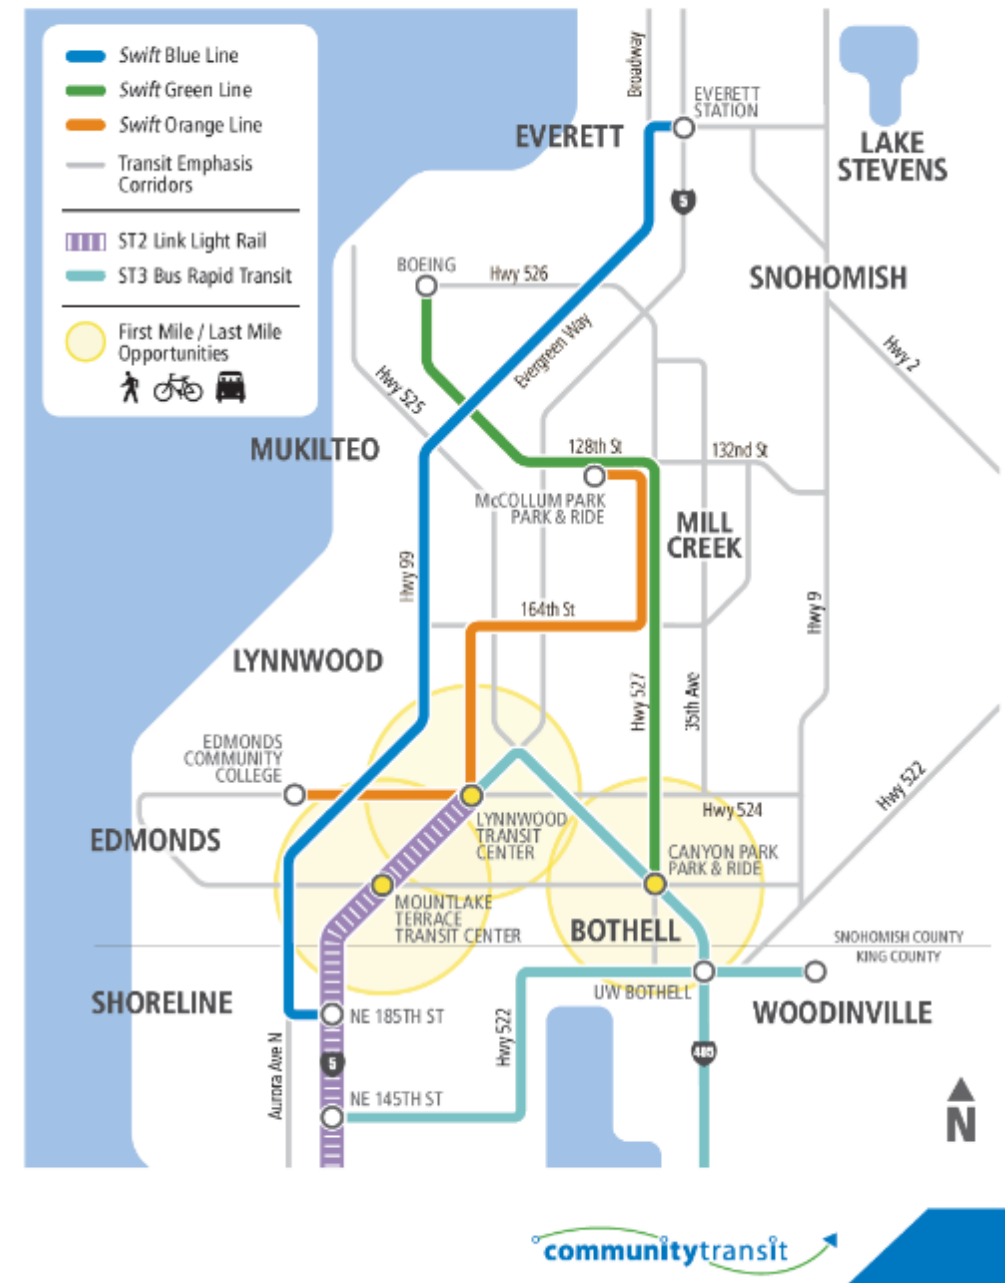 Swift Blue Line
Swift Green Line
Swift Orange Line
Transit Emphasis
Corridors
ST2 Link Light Rail
ST3 Bus Rapid Transit
First Mile / Last Mile
Opportunities
Broadway
EVERETT
STATION
EVERETT
LAKE
STEVENS
5
BOEING
Hwy 526
SNOHOMISH
Evergreen Way
Hwy 2
Hwy 525
MUKILTEO
128th St
132nd St
McCOLLUM PARK
PARK & RIDE
MILL
CREEK
Hwy 99
164th St
Hwy 9
LYNNWOOD
Hwy 527
35th Ave
EDMONDS
COMMUNITY
COLLEGE
Hwy 522
Hwy 524
LYNNWOOD
TRANSIT
CENTER
EDMONDS
CANYON PARK
PARK & RIDE
MOUNTLAKE
TERRACE
TRANSIT CENTER
BOTHELL
SNOHOMISH COUNTY
KING COUNTY
SHORELINE
UW BOTHELL
WOODINVILLE
NE 185TH ST
Hwy 522
Aurora Ave N
5
405
NE 145TH ST
N
communitytransit